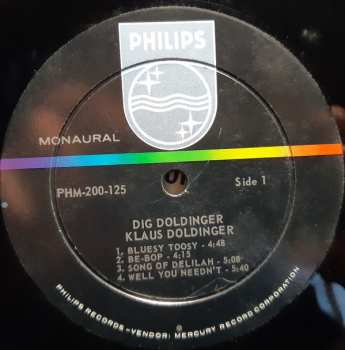 PHILIPS
MONAURAL
PHM-200-125
Side 1
DIG DOLDINGER
KLAUS DOLDINGER
1. BLUESY TOOSY - 4:48
2. BE-BOP - 4:15
3. SONG OF DELILAH - 5:08
4. WELL YOU NEEDN'T - 5:40
PHILIPS RECORDS—VENDOR: MERCURY RECORD CORPORATION